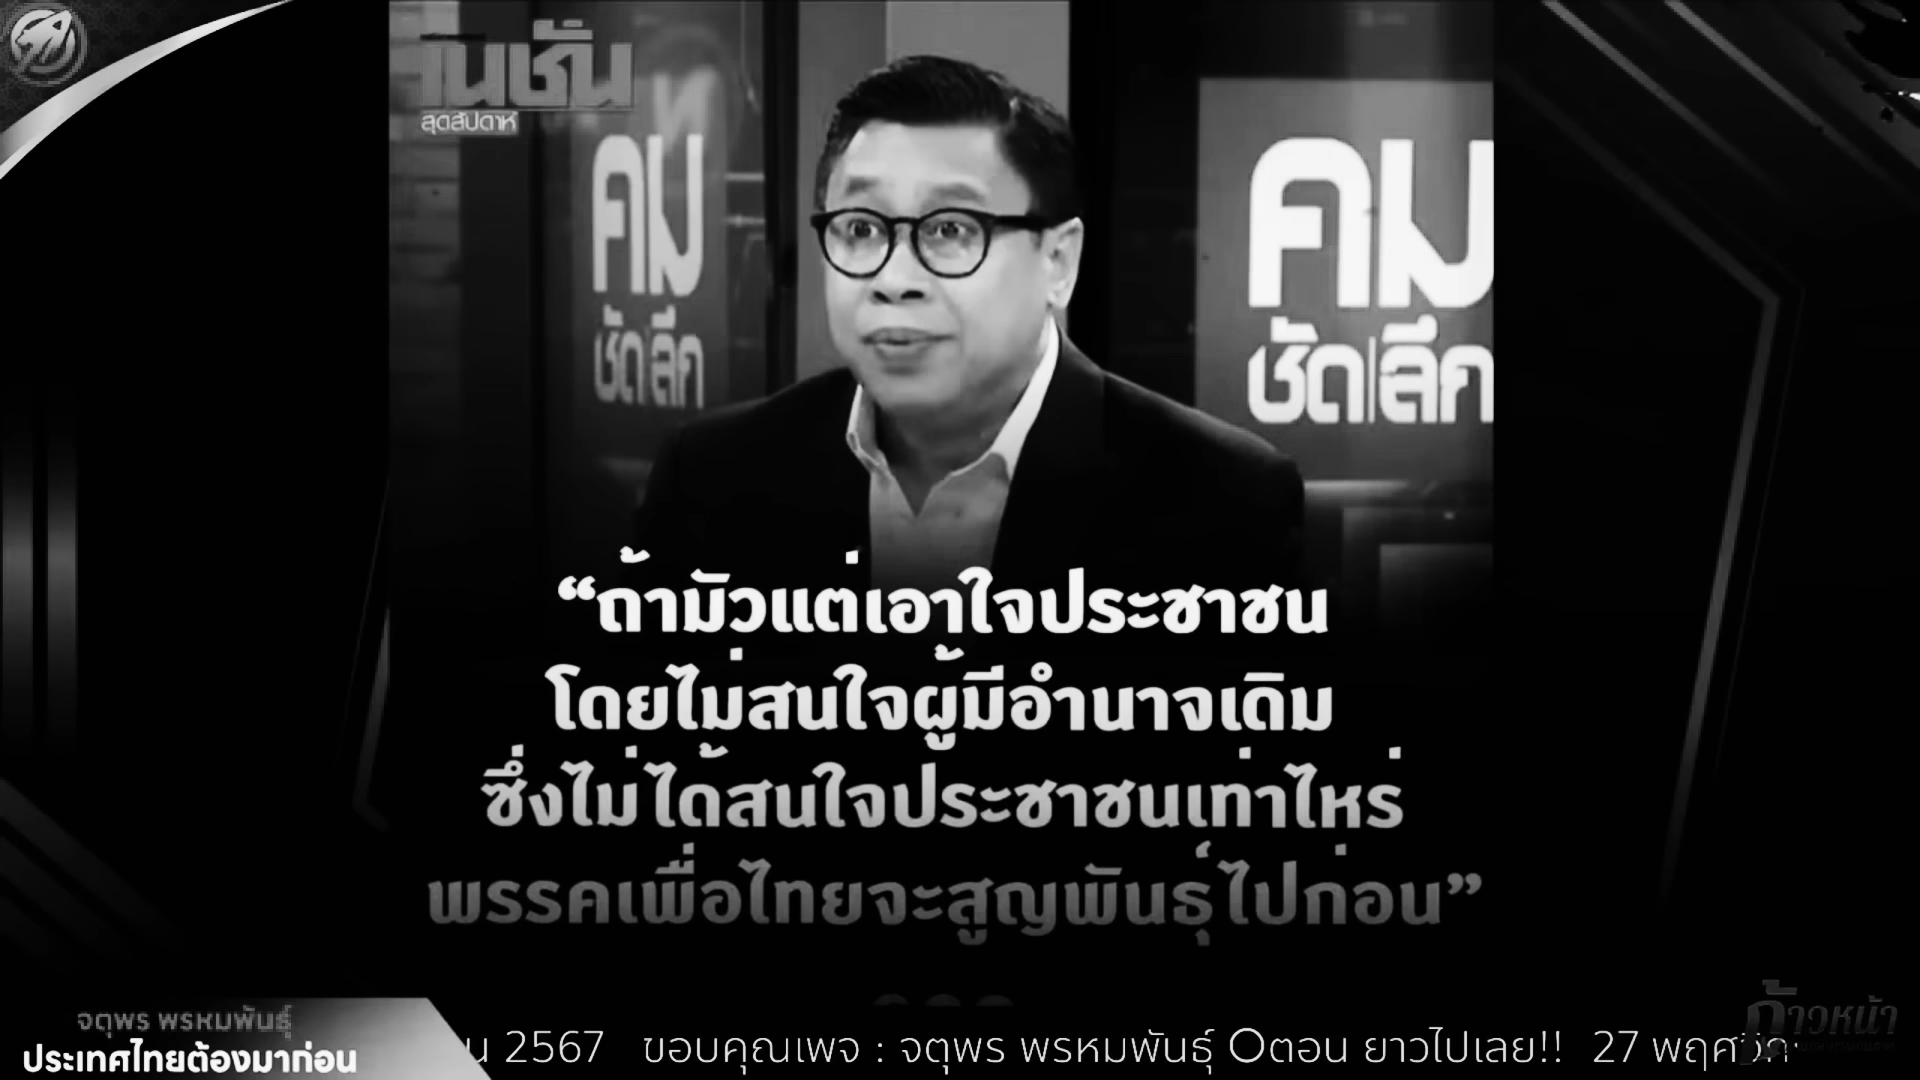 เนชั่น
สุดสัปดาห์
คม
ชัด|ลึก
คม
ชัด|ลึก
“ถ้ามัวแต่เอาใจประชาชน
โดยไม่สนใจผู้มีอำนาจเดิม
ซึ่งไม่ได้สนใจประชาชนเท่าไหร่
พรรคเพื่อไทยจะสูญพันธุ์ไปก่อน”
จตุพร พรหมพันธุ์
ประเทศไทยต้องมาก่อน
น 2567 ขอบคุณเพจ : จตุพร พรหมพันธุ์ Oตอน ยาวไปเลย!! 27 พฤศจิก
ก้าวหน้า